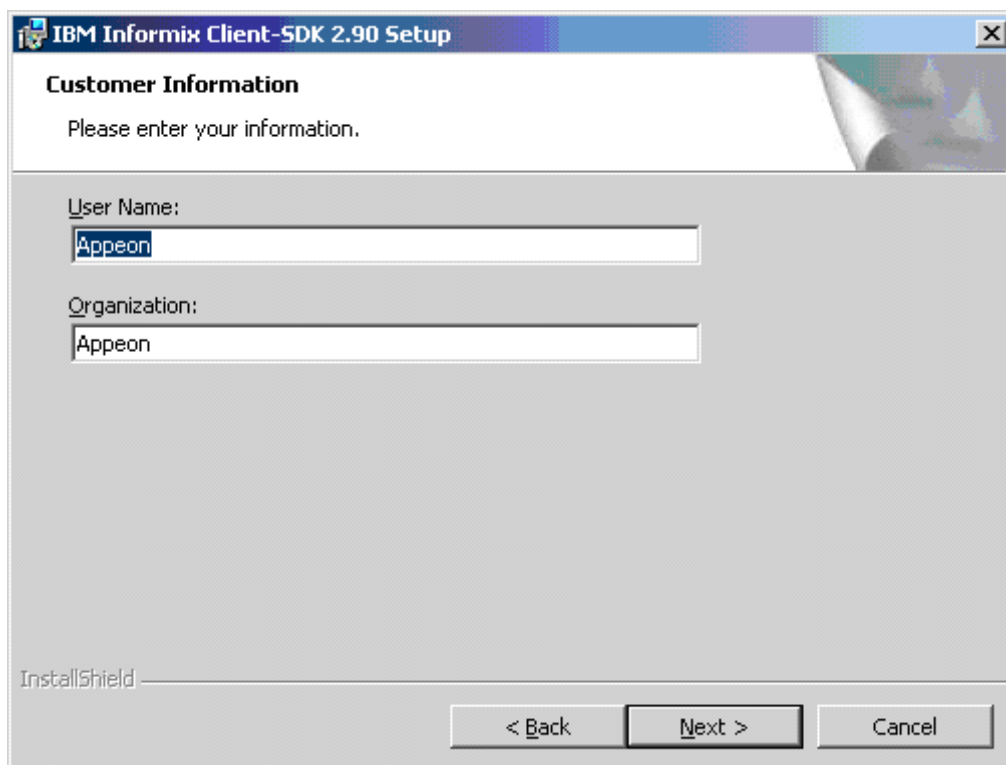 IBM Informix Client-SDK 2.90 Setup
Customer Information
Please enter your information.
User Name:
Appeon
Organization:
Appeon
InstallShield
< Back Next > Cancel